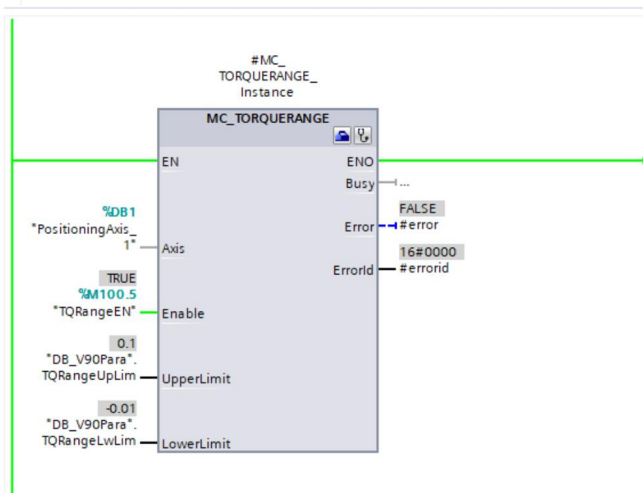 #MC_
TORQUERANGE_
Instance
MC_TORQUERANGE
EN
ENO
Busy
...
%DB1
"PositioningAxis_
1"
Axis
FALSE
Error
#error
16#0000
ErrorId
#errorid
TRUE
%M100.5
"TQRangeEN"
Enable
0.1
"DB_V90Para".
TQRangeUpLim
UpperLimit
-0.01
"DB_V90Para".
TQRangeLwLim
LowerLimit